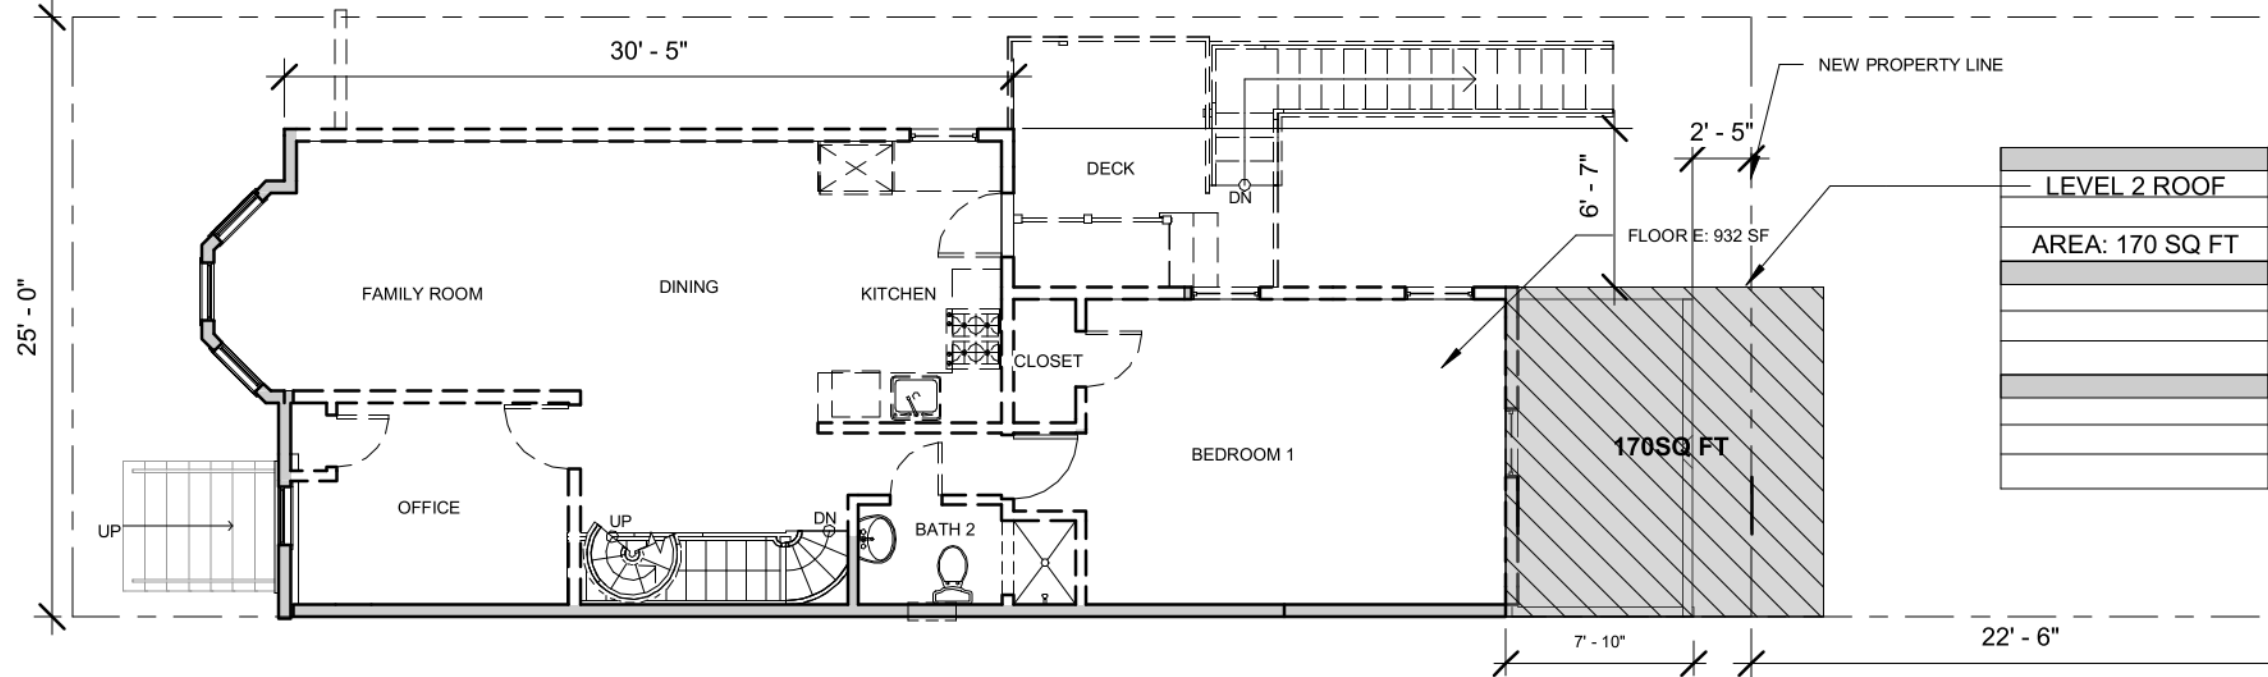 30' - 5"
NEW PROPERTY LINE
2' - 5"
DECK
6' - 7"
LEVEL 2 ROOF
DN
FLOOR E: 932 SF
AREA: 170 SQ FT
25' - 0"
FAMILY ROOM
DINING
KITCHEN
CLOSET
BEDROOM 1
170SQ FT
OFFICE
UP
UP
DN
BATH 2
7' - 10"
22' - 6"